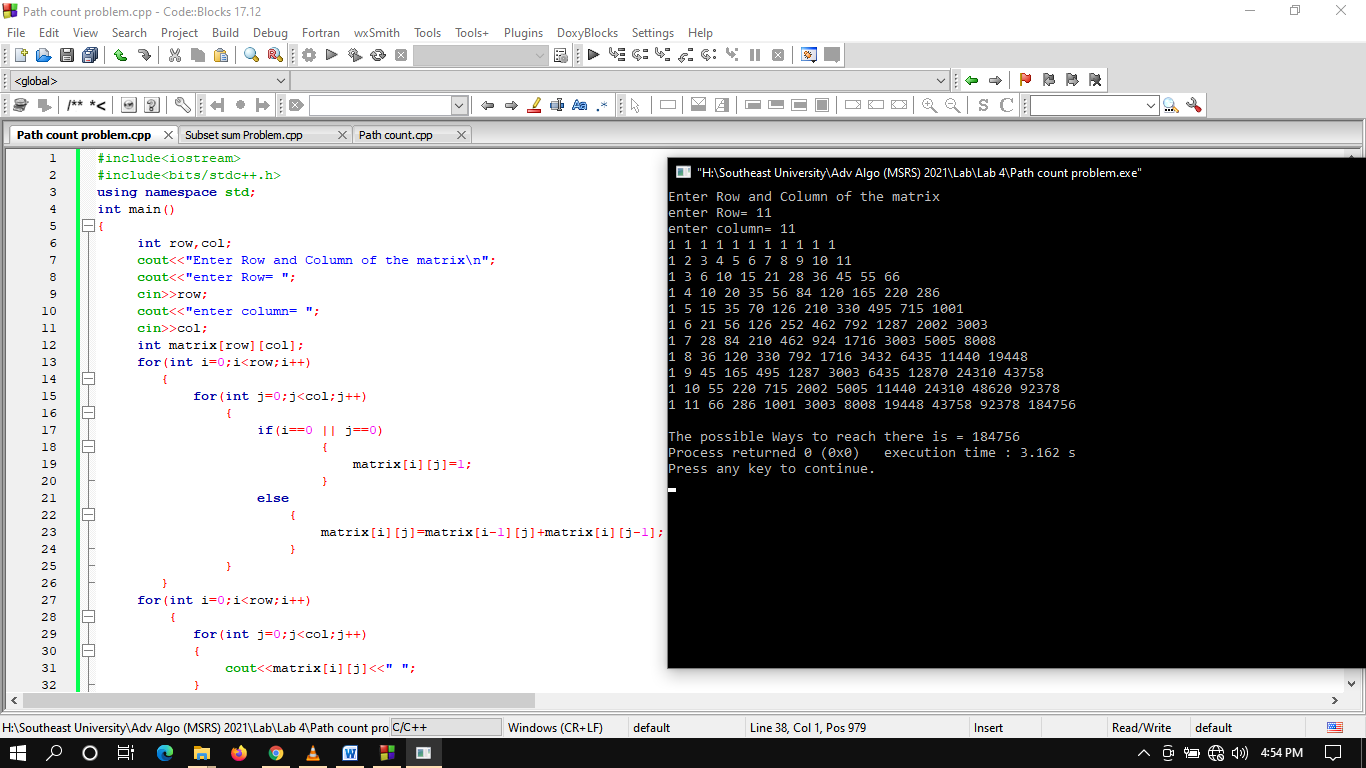 Path count problem.cpp - Code::Blocks 17.12
File Edit View Search Project Build Debug Fortran wxSmith Tools Tools+ Plugins DoxyBlocks Settings Help
<global>
/** *< Aa .* S C
Path count problem.cpp Subset sum Problem.cpp Path count.cpp
1 #include<iostream>
2 #include<bits/stdc++.h>
3 using namespace std;
4 int main()
5 {
6 int row,col;
7 cout<<"Enter Row and Column of the matrix\n";
8 cout<<"enter Row= ";
9 cin>>row;
10 cout<<"enter column= ";
11 cin>>col;
12 int matrix[row][col];
13 for(int i=0;i<row;i++)
14 {
15 for(int j=0;j<col;j++)
16 {
17 if(i==0 || j==0)
18 {
19 matrix[i][j]=1;
20 }
21 else
22 {
23 matrix[i][j]=matrix[i-1][j]+matrix[i][j-1];
24 }
25 }
26 }
27 for(int i=0;i<row;i++)
28 {
29 for(int j=0;j<col;j++)
30 {
31 cout<<matrix[i][j]<<" ";
32 }
"H:\Southeast University\Adv Algo (MSRS) 2021\Lab\Lab 4\Path count problem.exe"
Enter Row and Column of the matrix
enter Row= 11
enter column= 11
1 1 1 1 1 1 1 1 1 1 1
1 2 3 4 5 6 7 8 9 10 11
1 3 6 10 15 21 28 36 45 55 66
1 4 10 20 35 56 84 120 165 220 286
1 5 15 35 70 126 210 330 495 715 1001
1 6 21 56 126 252 462 792 1287 2002 3003
1 7 28 84 210 462 924 1716 3003 5005 8008
1 8 36 120 330 792 1716 3432 6435 11440 19448
1 9 45 165 495 1287 3003 6435 12870 24310 43758
1 10 55 220 715 2002 5005 11440 24310 48620 92378
1 11 66 286 1001 3003 8008 19448 43758 92378 184756
The possible Ways to reach there is = 184756
Process returned 0 (0x0)   execution time : 3.162 s
Press any key to continue.
H:\Southeast University\Adv Algo (MSRS) 2021\Lab\Lab 4\Path count pro C/C++ Windows (CR+LF) default Line 38, Col 1, Pos 979 Insert Read/Write default
4:54 PM